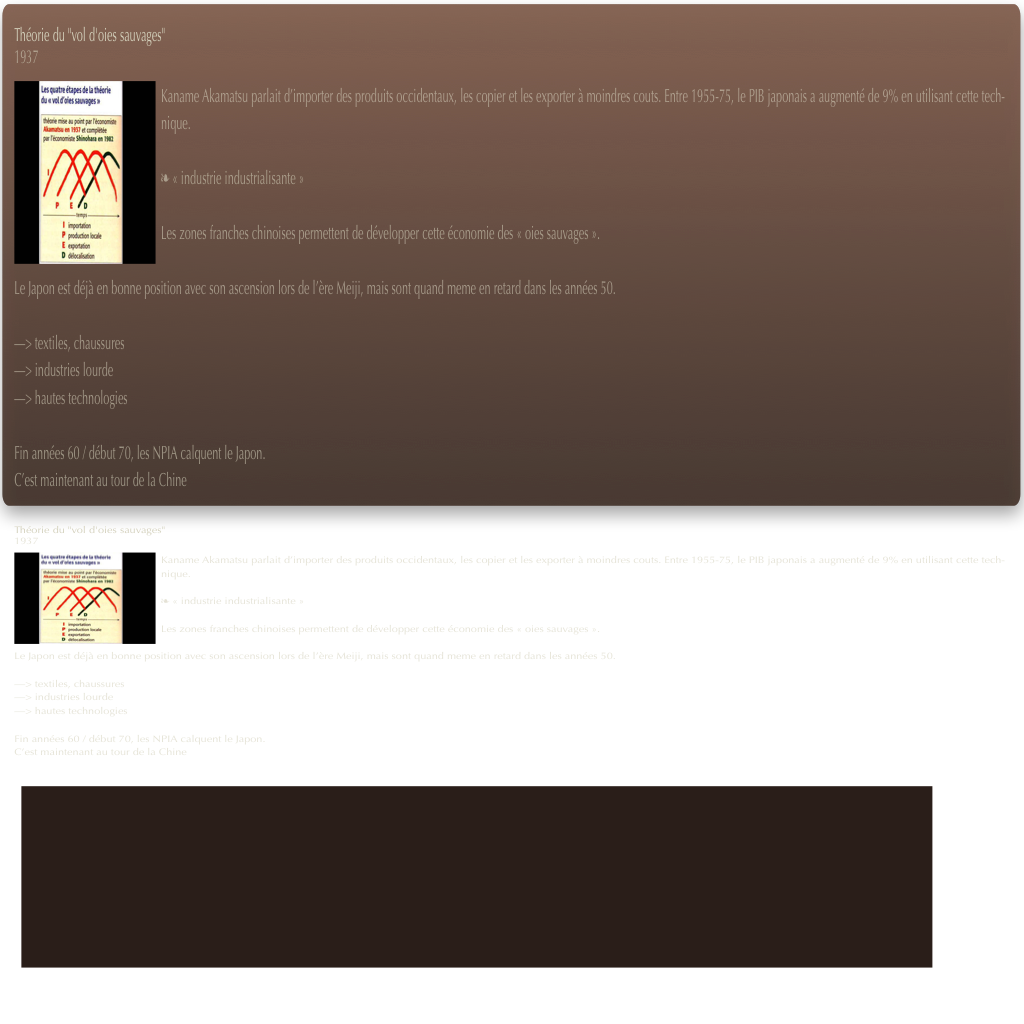 Théorie du "vol d'oies sauvages"
1937
Les quatre étapes de la théorie
du « vol d'oies sauvages »
théorie mise au point par l'économiste
Akamatsu en 1937 et complétée
par l'économiste Shinohara en 1982
I
P E D
temps
I importation
P production locale
E exportation
D délocalisation
Kaname Akamatsu parlait d'importer des produits occidentaux, les copier et les exporter à moindres couts. Entre 1955-75, le PIB japonais a augmenté de 9% en utilisant cette tech-
nique.
❧ « industrie industrialisante »
Les zones franches chinoises permettent de développer cette économie des « oies sauvages ».
Le Japon est déjà en bonne position avec son ascension lors de l'ère Meiji, mais sont quand meme en retard dans les années 50.
—> textiles, chaussures
—> industries lourde
—> hautes technologies
Fin années 60 / début 70, les NPIA calquent le Japon.
C'est maintenant au tour de la Chine
Théorie du "vol d'oies sauvages"
1937
Les quatre étapes de la théorie
du « vol d'oies sauvages »
théorie mise au point par l'économiste
Akamatsu en 1937 et complétée
par l'économiste Shinohara en 1982
I
P E D
temps
I importation
P production locale
E exportation
D délocalisation
Kaname Akamatsu parlait d'importer des produits occidentaux, les copier et les exporter à moindres couts. Entre 1955-75, le PIB japonais a augmenté de 9% en utilisant cette tech-
nique.
❧ « industrie industrialisante »
Les zones franches chinoises permettent de développer cette économie des « oies sauvages ».
Le Japon est déjà en bonne position avec son ascension lors de l'ère Meiji, mais sont quand meme en retard dans les années 50.
—> textiles, chaussures
—> industries lourde
—> hautes technologies
Fin années 60 / début 70, les NPIA calquent le Japon.
C'est maintenant au tour de la Chine